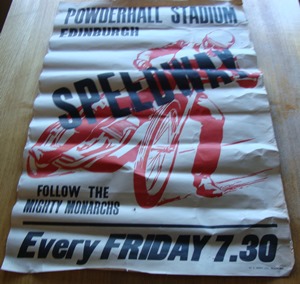 POWDERHALL STADIUM
EDINBURGH
SPEEDWAY
FOLLOW THE
MIGHTY MONARCHS
Every FRIDAY 7.30